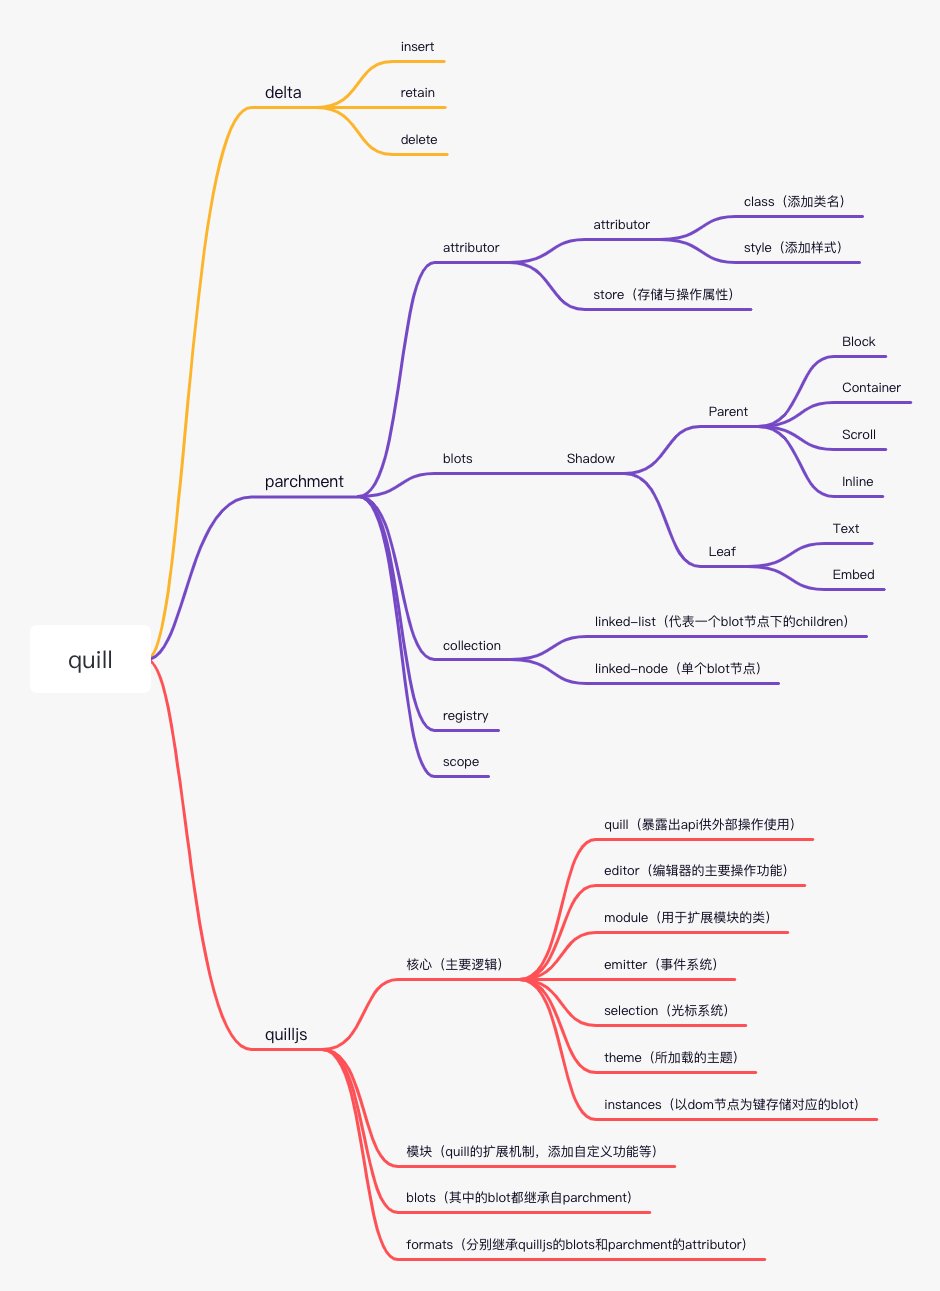 insert
delta
retain
delete
class（添加类名）
attributor
attributor
style（添加样式）
store（存储与操作属性）
Block
Container
Parent
Scroll
blots
Shadow
parchment
Inline
Text
Leaf
Embed
linked-list（代表一个blot节点下的children）
collection
linked-node（单个blot节点）
quill
registry
scope
quill（暴露出api供外部操作使用）
editor（编辑器的主要操作功能）
module（用于扩展模块的类）
核心（主要逻辑）
emitter（事件系统）
selection（光标系统）
quilljs
theme（所加载的主题）
instances（以dom节点为键存储对应的blot）
模块（quill的扩展机制，添加自定义功能等）
blots（其中的blot都继承自parchment）
formats（分别继承quilljs的blots和parchment的attributor）